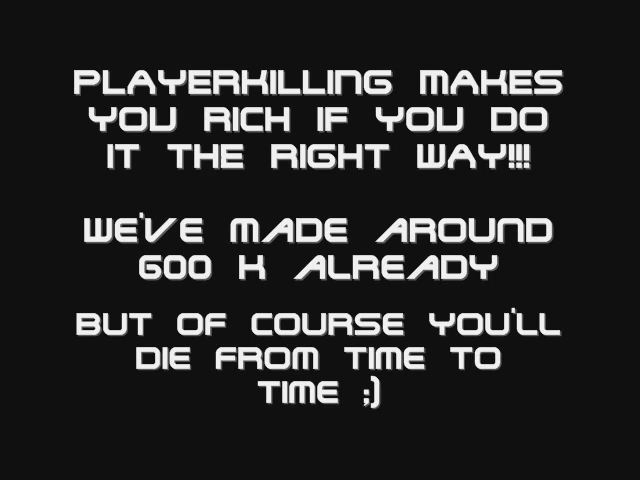 PLAYERKILLING MAKES
YOU RICH IF YOU DO
IT THE RIGHT WAY!!!
WE'VE MADE AROUND
600 K ALREADY
BUT OF COURSE YOU'LL
DIE FROM TIME TO
TIME ;)